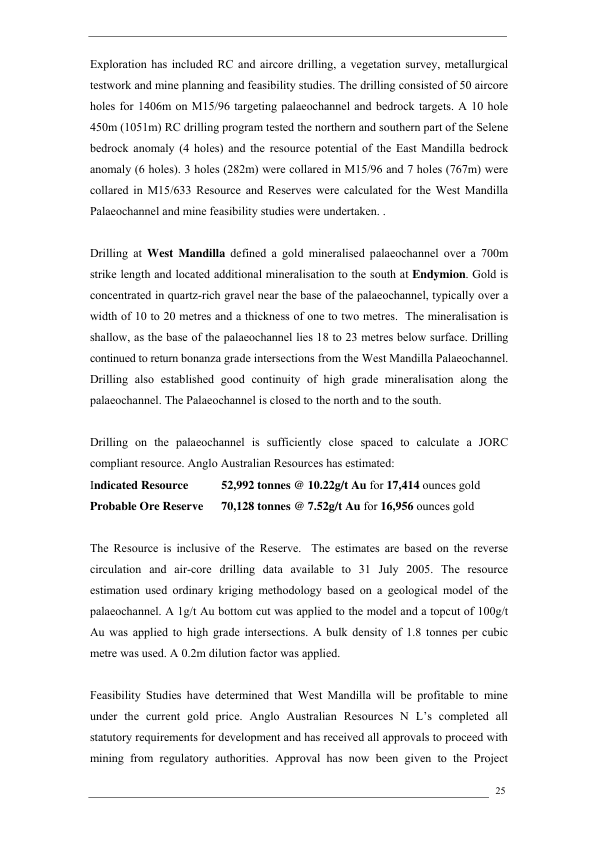 Exploration has included RC and aircore drilling, a vegetation survey, metallurgical
testwork and mine planning and feasibility studies. The drilling consisted of 50 aircore
holes for 1406m on M15/96 targeting palaeochannel and bedrock targets. A 10 hole
450m (1051m) RC drilling program tested the northern and southern part of the Selene
bedrock anomaly (4 holes) and the resource potential of the East Mandilla bedrock
anomaly (6 holes). 3 holes (282m) were collared in M15/96 and 7 holes (767m) were
collared in M15/633 Resource and Reserves were calculated for the West Mandilla
Palaeochannel and mine feasibility studies were undertaken. .
Drilling at West Mandilla defined a gold mineralised palaeochannel over a 700m
strike length and located additional mineralisation to the south at Endymion. Gold is
concentrated in quartz-rich gravel near the base of the palaeochannel, typically over a
width of 10 to 20 metres and a thickness of one to two metres. The mineralisation is
shallow, as the base of the palaeochannel lies 18 to 23 metres below surface. Drilling
continued to return bonanza grade intersections from the West Mandilla Palaeochannel.
Drilling also established good continuity of high grade mineralisation along the
palaeochannel. The Palaeochannel is closed to the north and to the south.
Drilling on the palaeochannel is sufficiently close spaced to calculate a JORC
compliant resource. Anglo Australian Resources has estimated:
Indicated Resource 52,992 tonnes @ 10.22g/t Au for 17,414 ounces gold
Probable Ore Reserve 70,128 tonnes @ 7.52g/t Au for 16,956 ounces gold
The Resource is inclusive of the Reserve. The estimates are based on the reverse
circulation and air-core drilling data available to 31 July 2005. The resource
estimation used ordinary kriging methodology based on a geological model of the
palaeochannel. A 1g/t Au bottom cut was applied to the model and a topcut of 100g/t
Au was applied to high grade intersections. A bulk density of 1.8 tonnes per cubic
metre was used. A 0.2m dilution factor was applied.
Feasibility Studies have determined that West Mandilla will be profitable to mine
under the current gold price. Anglo Australian Resources N L's completed all
statutory requirements for development and has received all approvals to proceed with
mining from regulatory authorities. Approval has now been given to the Project
25